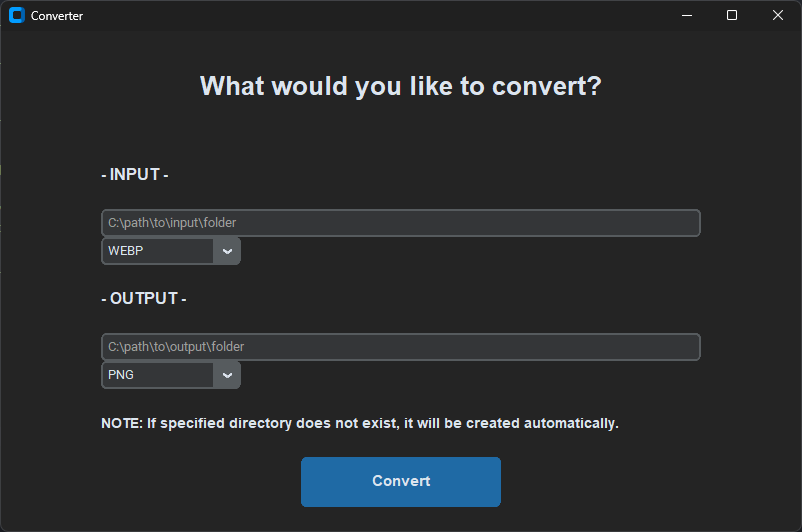 Converter
What would you like to convert?
- INPUT -
C:\path\to\input\folder
WEBP
- OUTPUT -
C:\path\to\output\folder
PNG
NOTE: If specified directory does not exist, it will be created automatically.
Convert